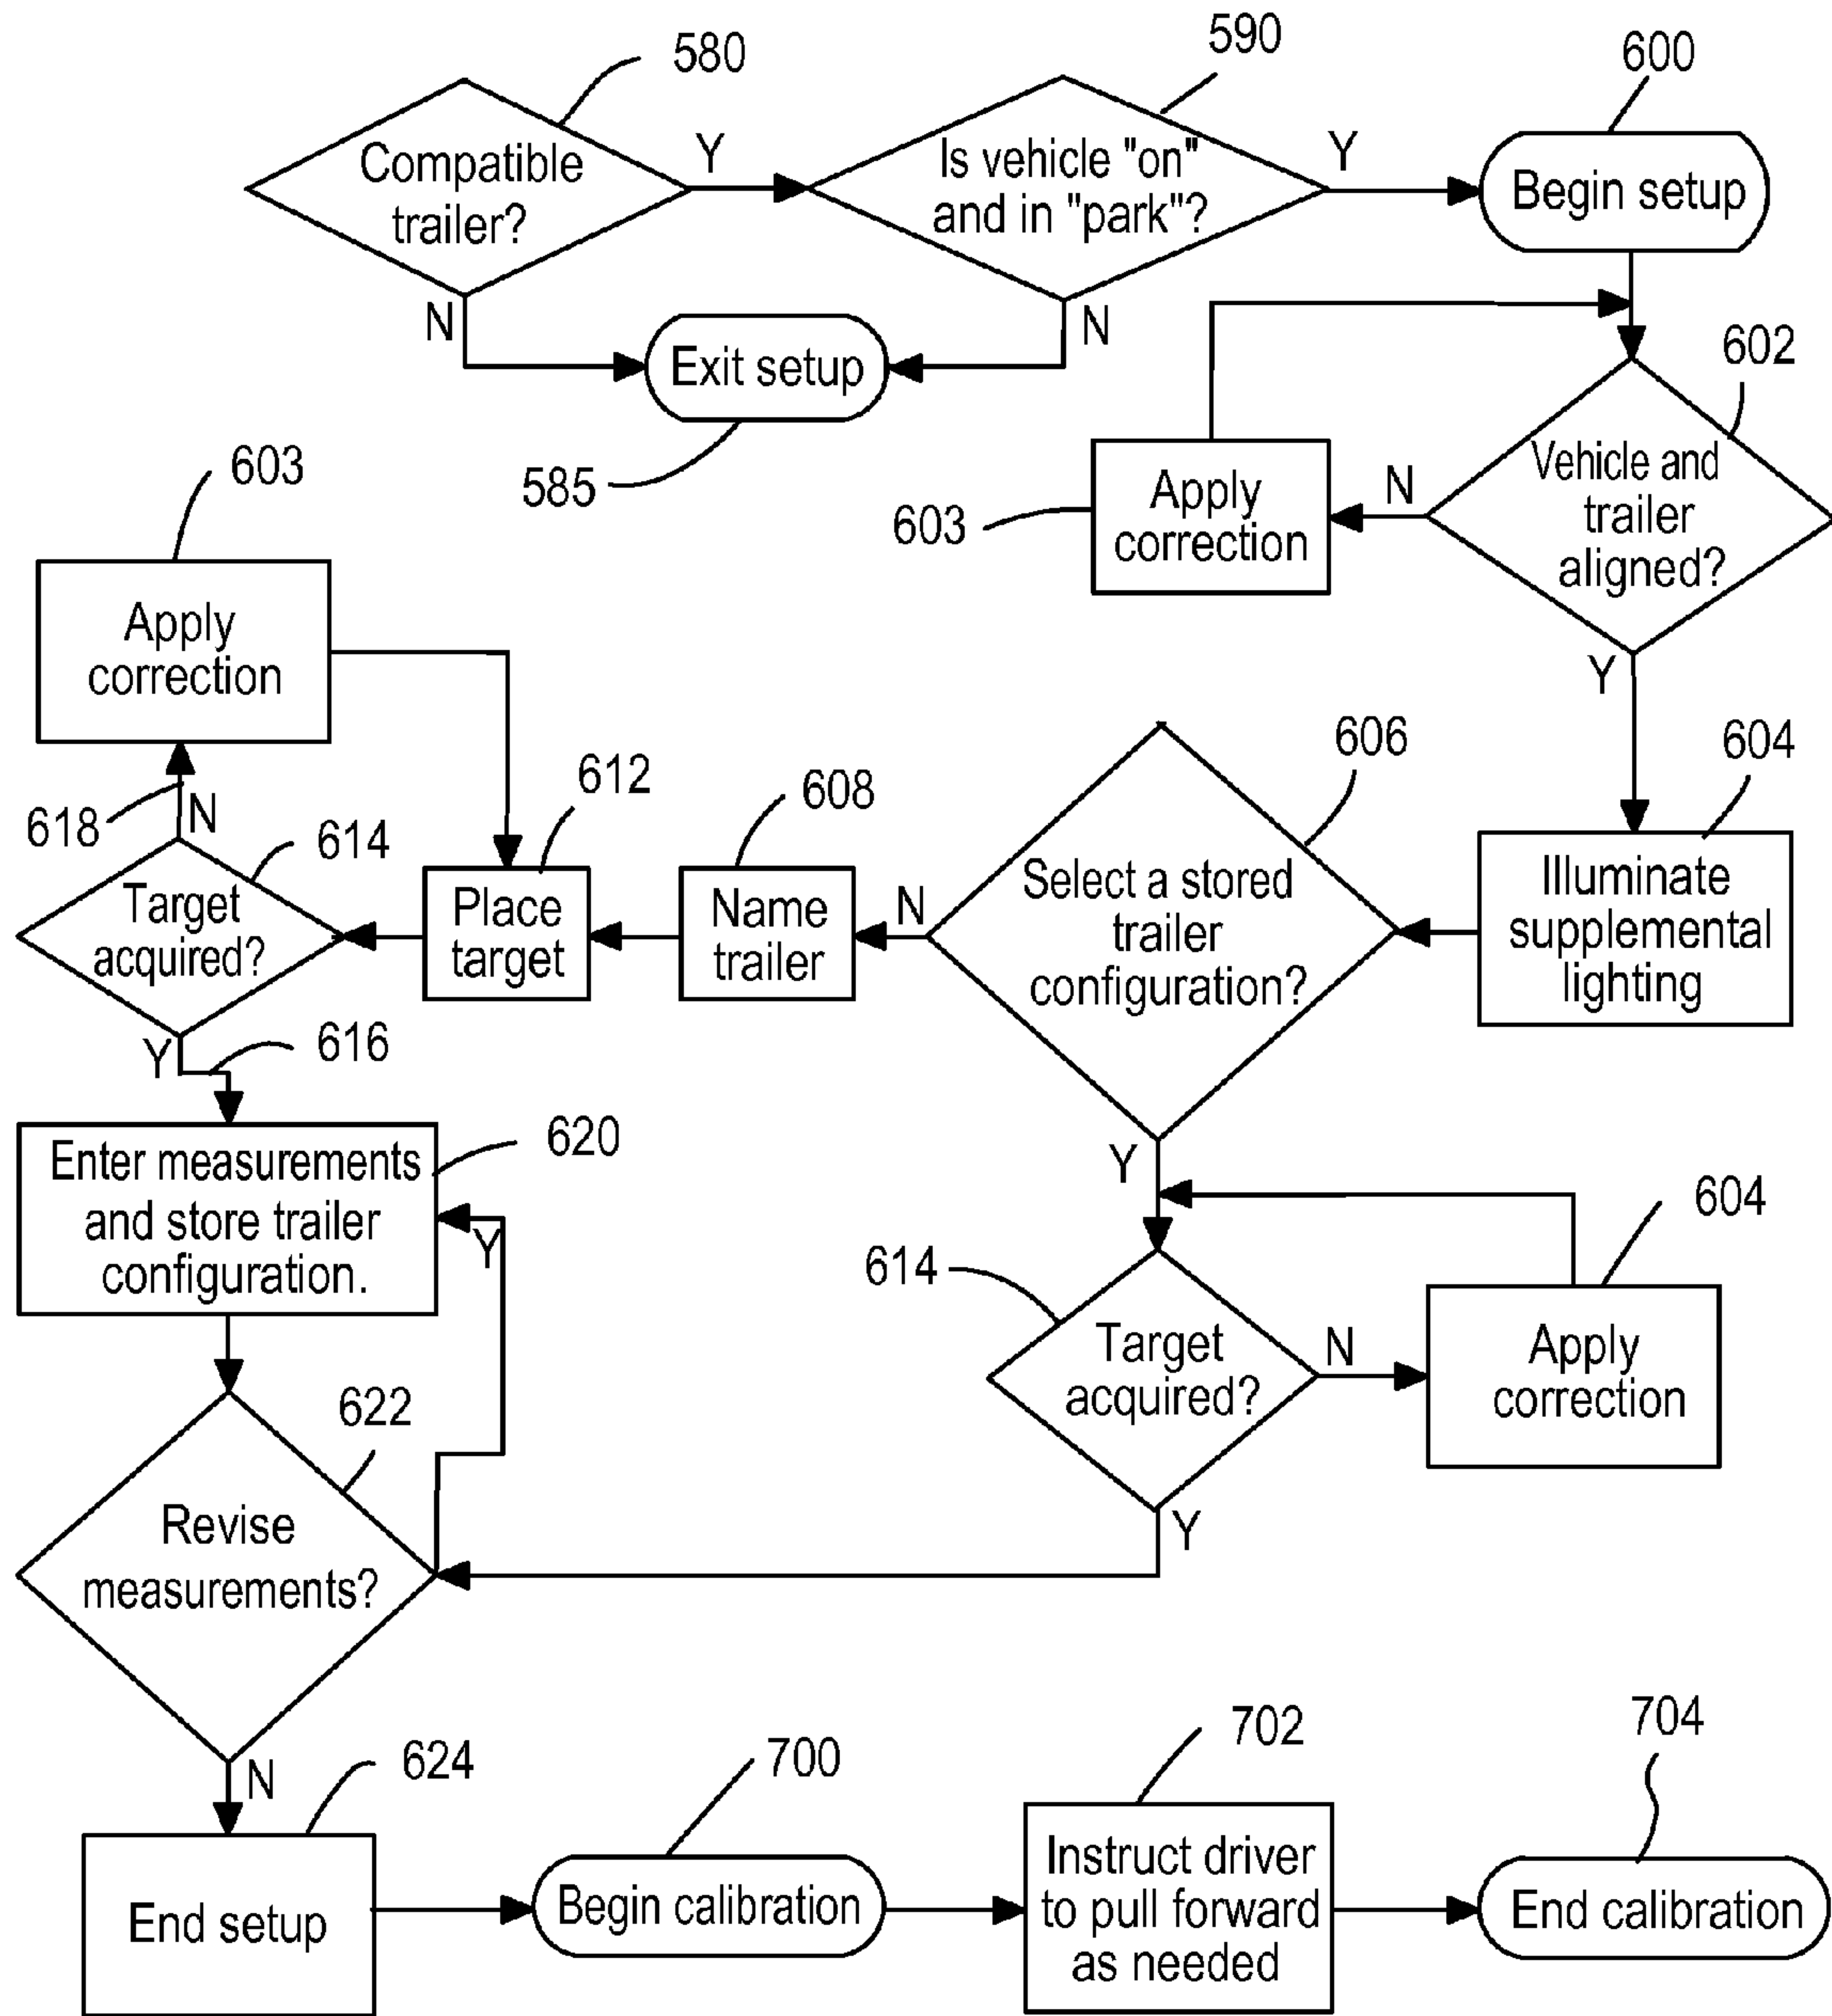 580
590
600
Compatible
trailer?
Y
Is vehicle "on"
and in "park"?
Y
Begin setup
N
N
Exit setup
585
602
Vehicle and
trailer
aligned?
N
Apply
correction
603
Y
603
Apply
correction
618
N
614
Target
acquired?
612
Place
target
608
Name
trailer
N
606
Select a stored
trailer
configuration?
604
Illuminate
supplemental
lighting
Y
616
Y
620
Enter measurements
and store trailer
configuration.
Y
614
Target
acquired?
N
604
Apply
correction
Y
622
Revise
measurements?
N
624
End setup
700
Begin calibration
702
Instruct driver
to pull forward
as needed
704
End calibration